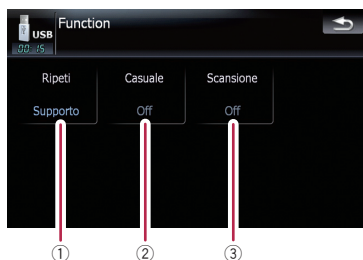 USB
Function
00 15
Ripeti Casuale Scansione
Supporto Off Off
① ② ③